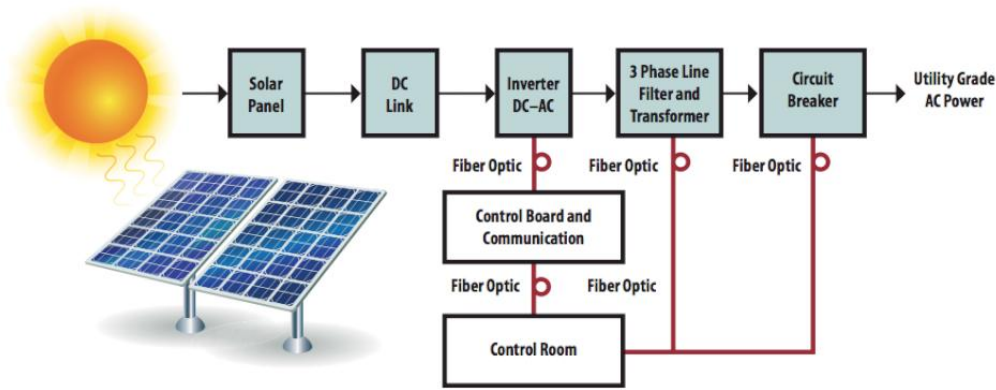 Solar
Panel
DC
Link
Inverter
DC–AC
3 Phase Line
Filter and
Transformer
Circuit
Breaker
Utility Grade
AC Power
Fiber Optic
Fiber Optic
Fiber Optic
Control Board and
Communication
Fiber Optic
Fiber Optic
Control Room